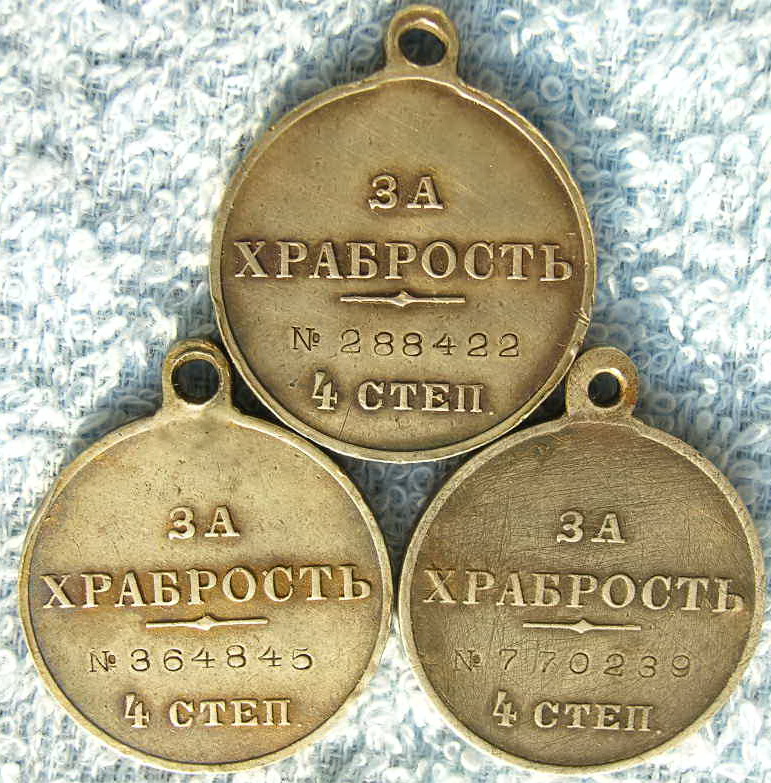 ЗА
ХРАБРОСТЬ
№ 288422
4 СТЕП.
ЗА
ХРАБРОСТЬ
№ 364845
4 СТЕП.
ЗА
ХРАБРОСТЬ
№ 770239
4 СТЕП.